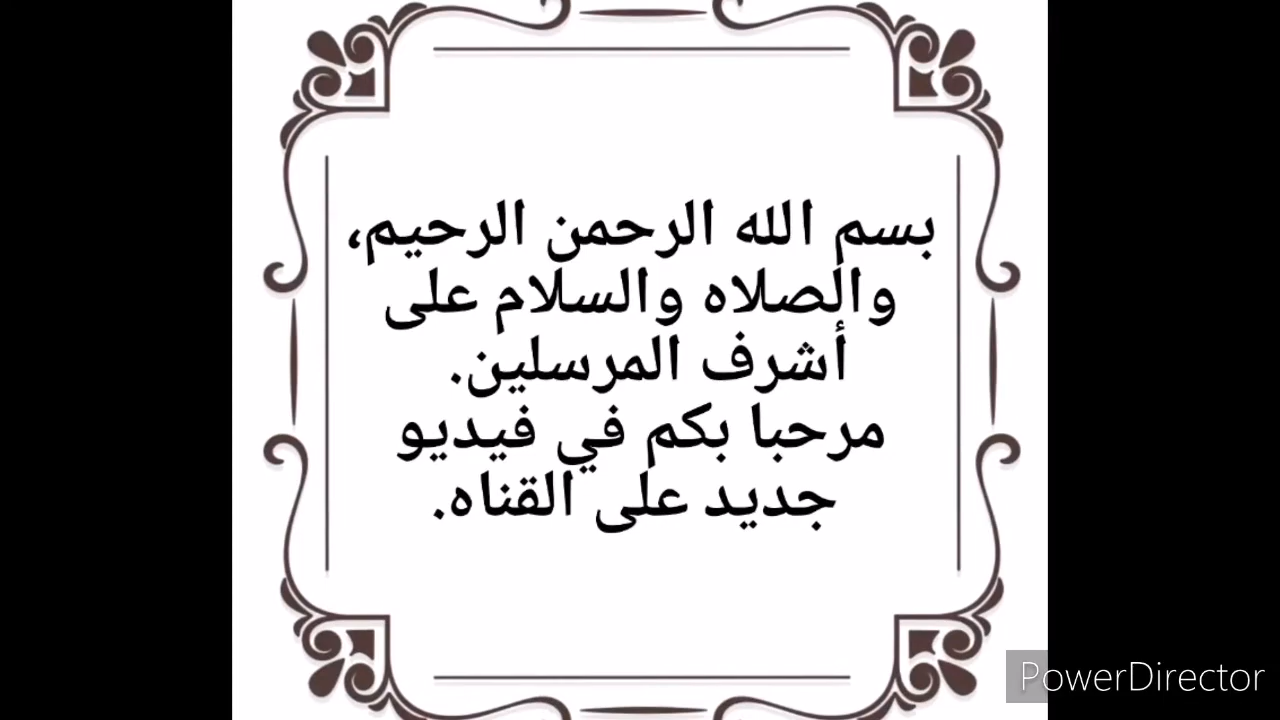 بسم الله الرحمن الرحيم،
والصلاه والسلام على
أشرف المرسلين.
مرحبا بكم في فيديو
جديد على القناه.
PowerDirector